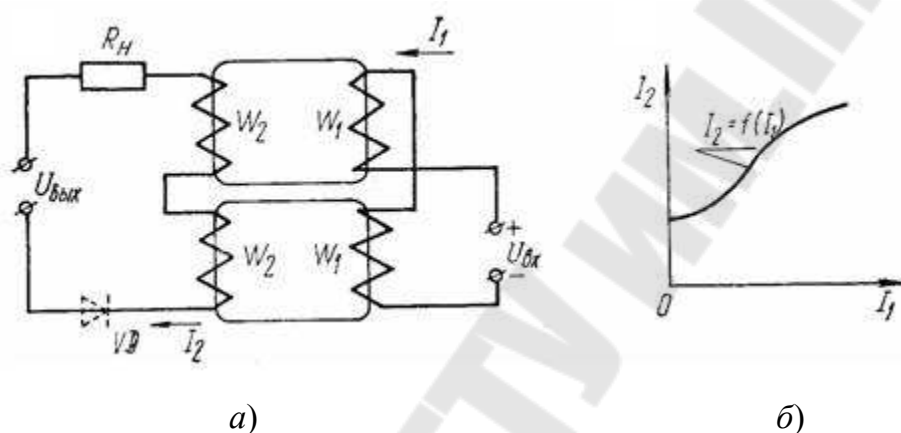 R_H
I_1
W_2
W_1
U_вых
W_2
W_1
+
U_вх
-
VD
I_2
а)
I_2
I_2 = f(I_1)
0
I_1
б)